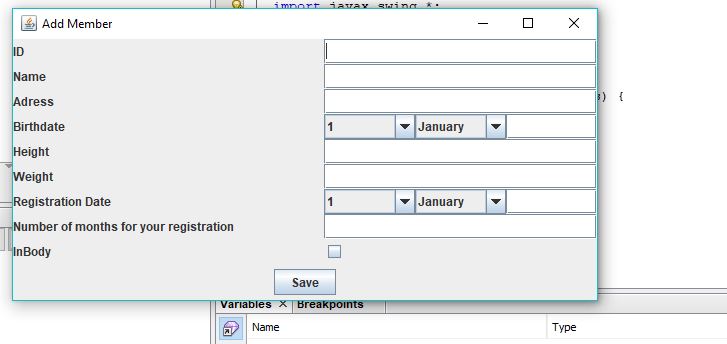 import javax.swing.*;
Add Member
ID
Name
Adress
) {
Birthdate 1 January
Height
Weight
Registration Date 1 January
Number of months for your registration
InBody
Save
Variables × Breakpoints
Name Type